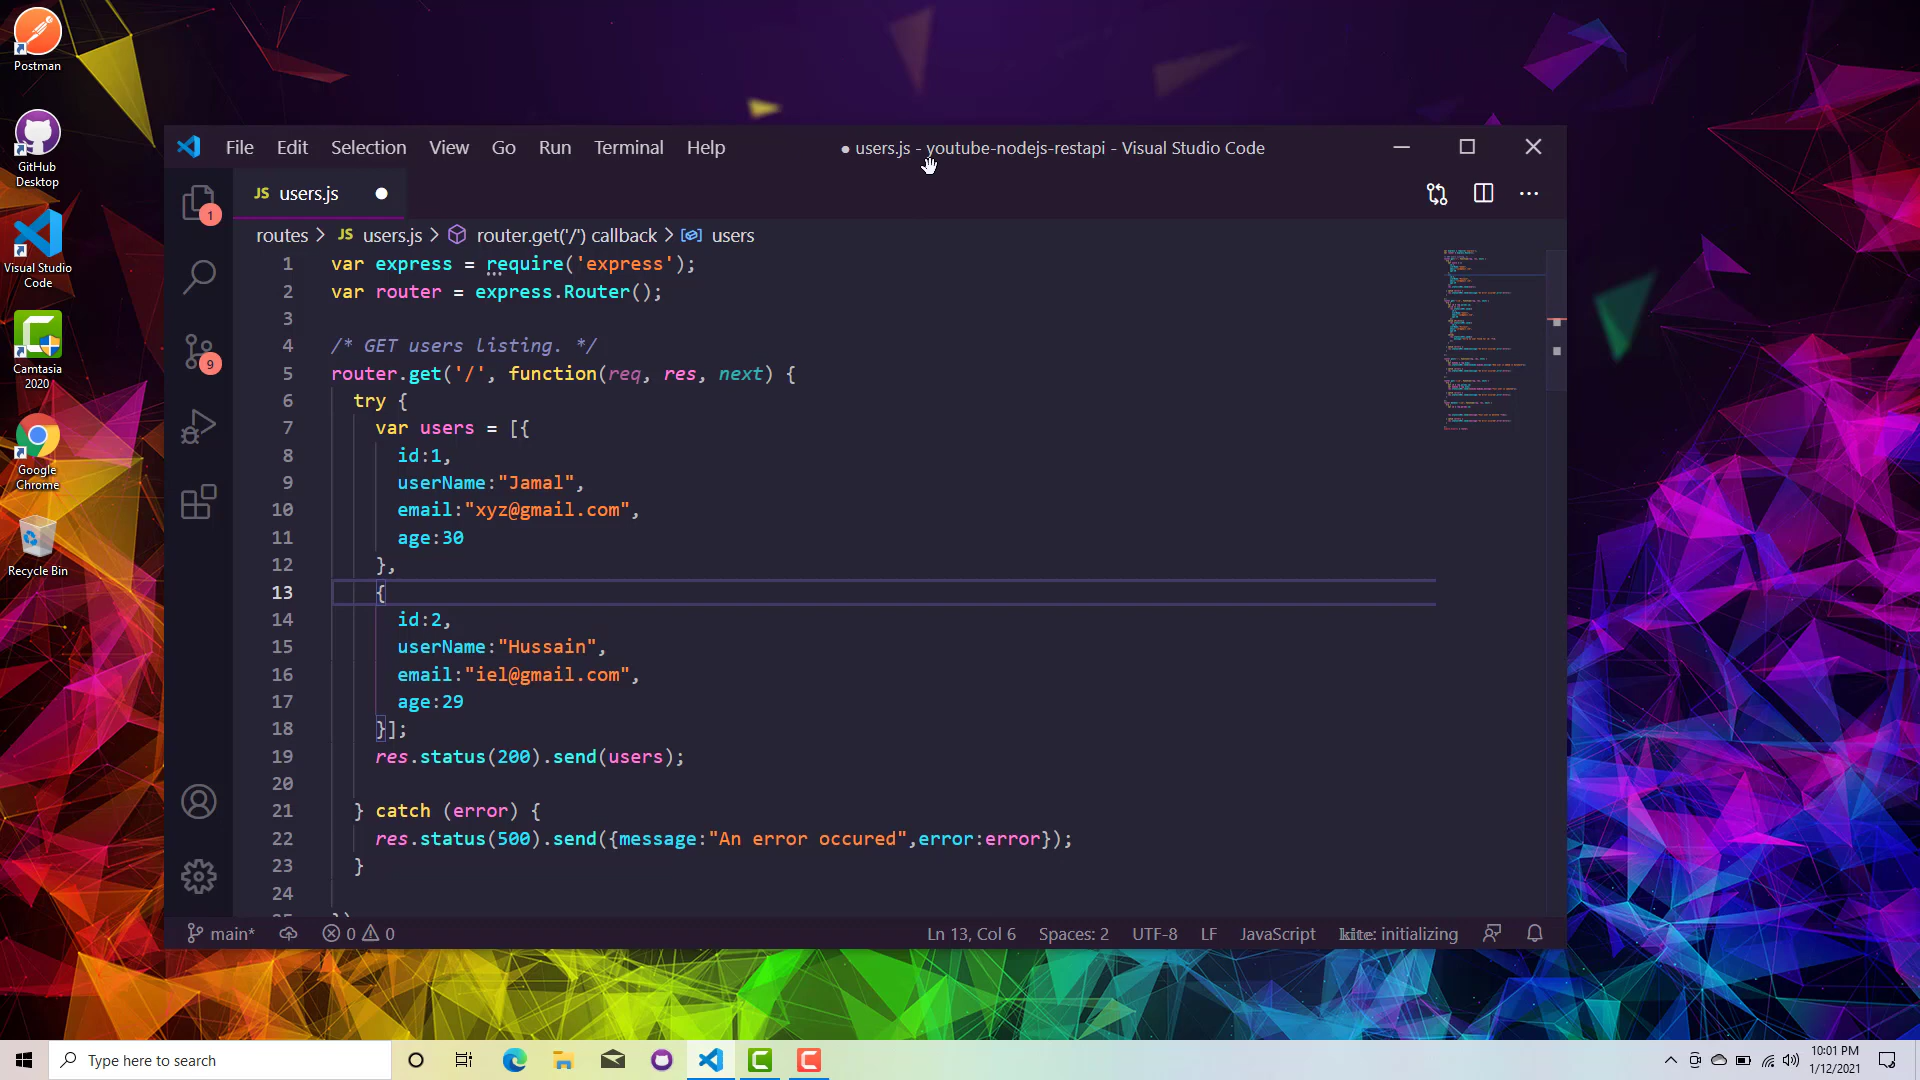 Postman
GitHub
Desktop
Visual Studio
Code
Camtasia
2020
Google
Chrome
Recycle Bin
File Edit Selection View Go Run Terminal Help
● users.js - youtube-nodejs-restapi - Visual Studio Code
1
9
JS users.js ●
routes > JS users.js > router.get('/') callback > users
1 var express = require('express');
2 var router = express.Router();
3
4 /* GET users listing. */
5 router.get('/', function(req, res, next) {
6 try {
7 var users = [{
8 id:1,
9 userName:"Jamal",
10 email:"xyz@gmail.com",
11 age:30
12 },
13 {
14 id:2,
15 userName:"Hussain",
16 email:"iel@gmail.com",
17 age:29
18 }];
19 res.status(200).send(users);
20
21 } catch (error) {
22 res.status(500).send({message:"An error occured",error:error});
23 }
24
main* 0 0 Ln 13, Col 6 Spaces: 2 UTF-8 LF JavaScript kite: initializing
Type here to search
10:01 PM
1/12/2021